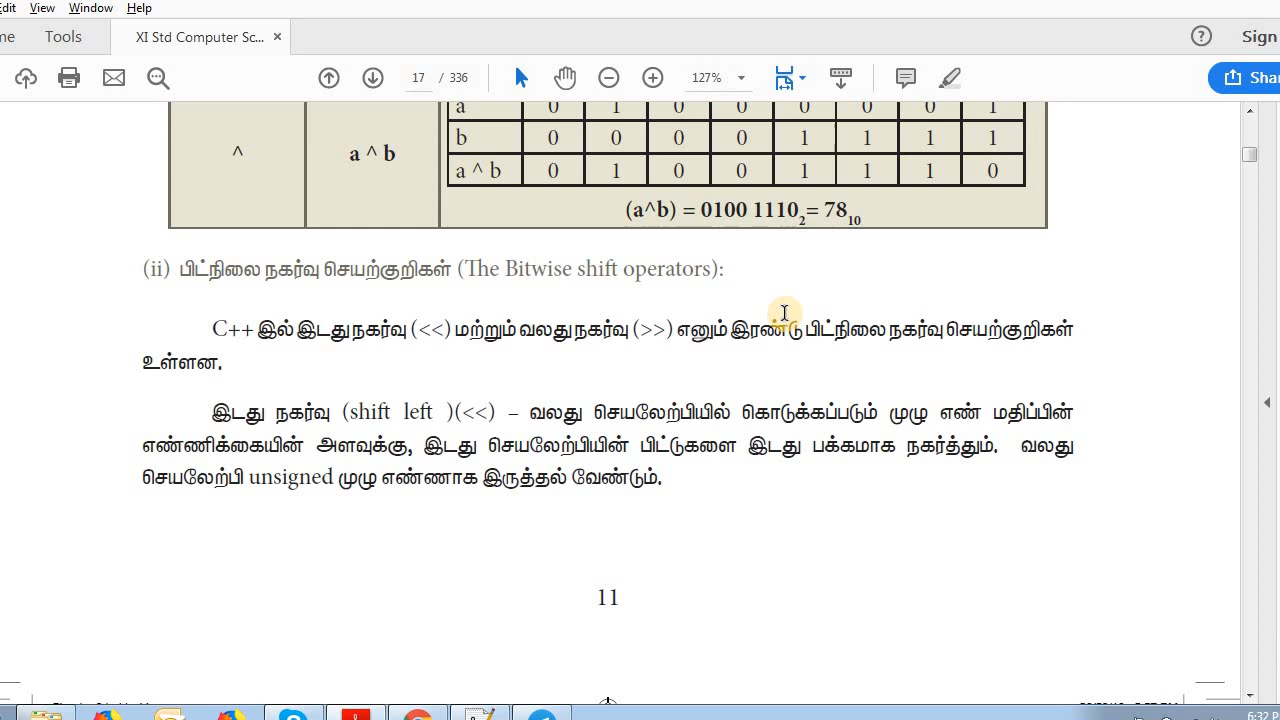 Edit View Window Help
Tools XI Std Computer Sc... ×
Sign
17 / 336 127%
a 0 1 0 0 0 0 0 1
b 0 0 0 0 1 1 1 1
^ a ^ b a ^ b 0 1 0 0 1 1 1 0
(a^b) = 0100 1110₂ = 78₁₀
(ii) பிட்நிலை நகர்வு செயற்குறிகள் (The Bitwise shift operators):
C++ இல் இடது நகர்வு (<<) மற்றும் வலது நகர்வு (>>) எனும் இரண்டு பிட்நிலை நகர்வு செயற்குறிகள்
உள்ளன.
இடது நகர்வு (shift left )(<<) – வலது செயலேற்பியில் கொடுக்கப்படும் முழு எண் மதிப்பின்
எண்ணிக்கையின் அளவுக்கு, இடது செயலேற்பியின் பிட்டுகளை இடது பக்கமாக நகர்த்தும். வலது
செயலேற்பி unsigned முழு எண்ணாக இருத்தல் வேண்டும்.
11